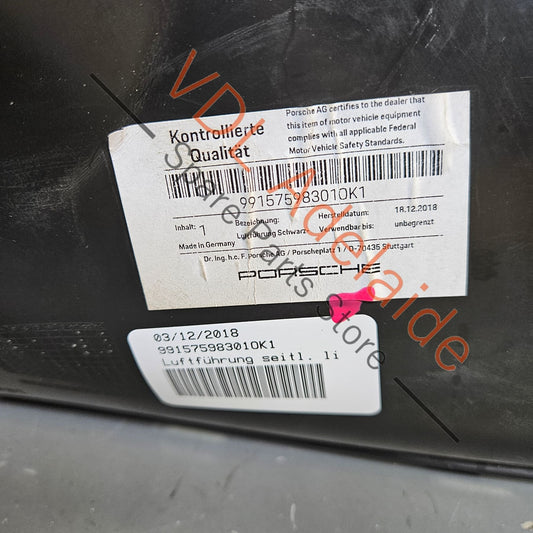 Kontrollierte
Qualität
Porsche AG certifies to the dealer that
this item of motor vehicle equipment
complies with all applicable Federal
Motor Vehicle Safety Standards.
991575983010K1
Inhalt: 1
Bezeichnung:
Luftführung Schwarz
Herstelldatum: 18.12.2018
Verwendbar bis: unbegrenzt
Made in Germany
Dr. Ing. h.c. F. Porsche AG / Porscheplatz 1 / D-70435 Stuttgart
PORSCHE
03/12/2018
991575983010K1
Luftführung seitl. li
VDL Adelaide
Spare Parts Store